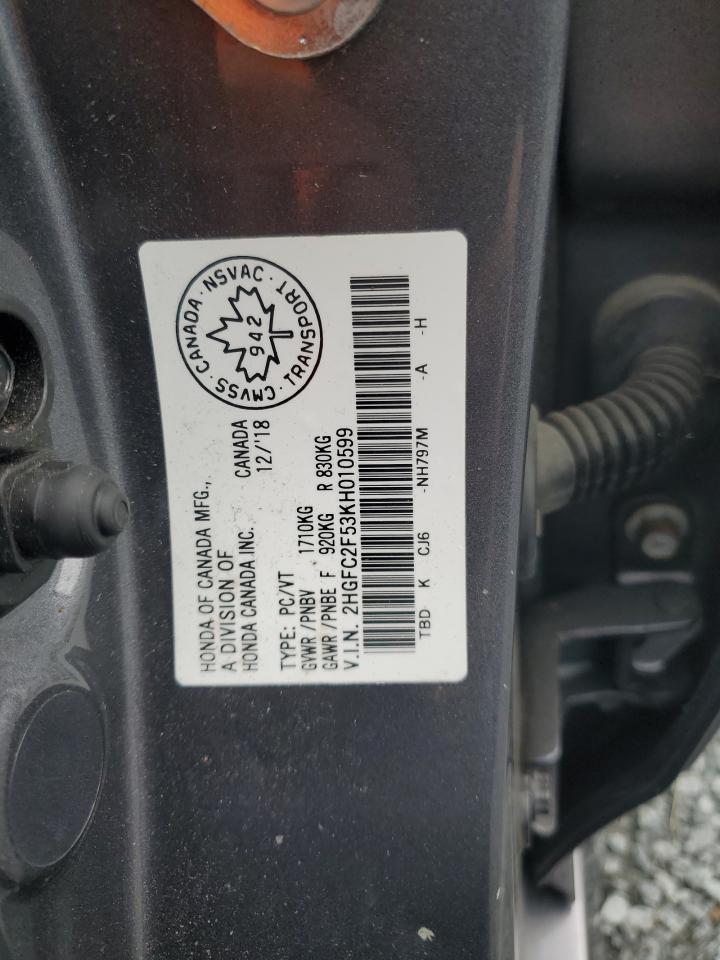 HONDA OF CANADA MFG.,
A DIVISION OF
HONDA CANADA INC.
CANADA
12/'18
TYPE: PC/VT
GVWR/PNBV 1710KG
GAWR/PNBE F 920KG R 830KG
V.I.N. 2HGFC2F53KH010599
TBD K CJ6 -NH797M -A -H
CMVSS · CANADA · NSVAC · TRANSPORT ·
942